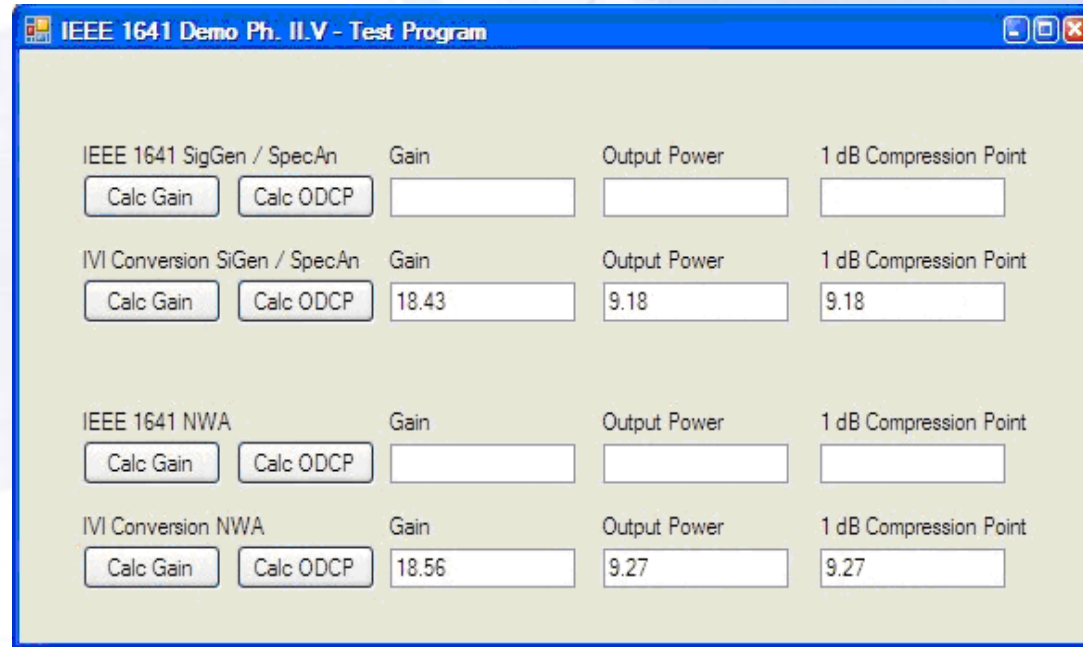 IEEE 1641 Demo Ph. II.V - Test Program
IEEE 1641 SigGen / SpecAn Gain Output Power 1 dB Compression Point
Calc Gain Calc ODCP
IVI Conversion SiGen / SpecAn Gain Output Power 1 dB Compression Point
Calc Gain Calc ODCP 18.43 9.18 9.18
IEEE 1641 NWA Gain Output Power 1 dB Compression Point
Calc Gain Calc ODCP
IVI Conversion NWA Gain Output Power 1 dB Compression Point
Calc Gain Calc ODCP 18.56 9.27 9.27